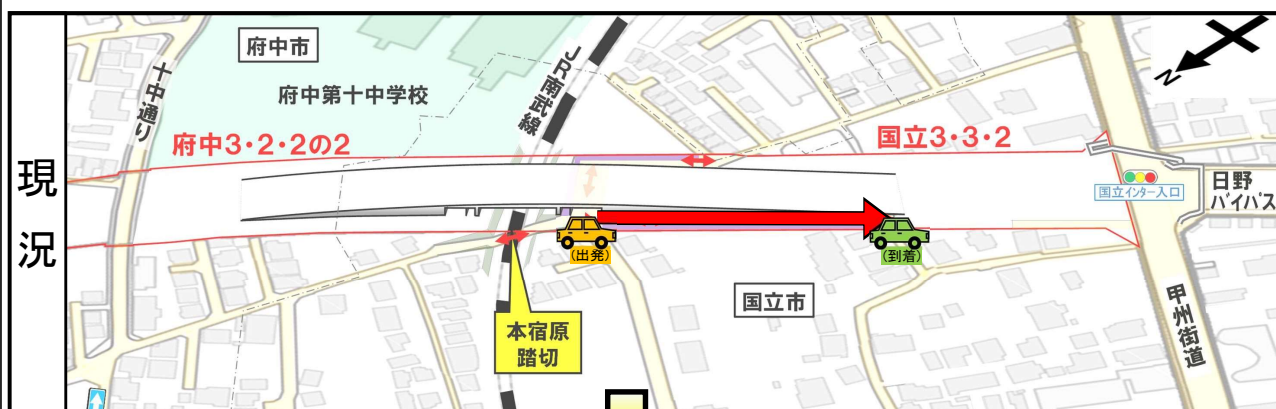 現
況
府中市
十中通り
府中第十中学校
JR南武線
N
府中3・2・2の2
国立3・3・2
国立インター入口
日野
バイパス
(出発)
(到着)
国立市
本宿原
踏切
甲州街道